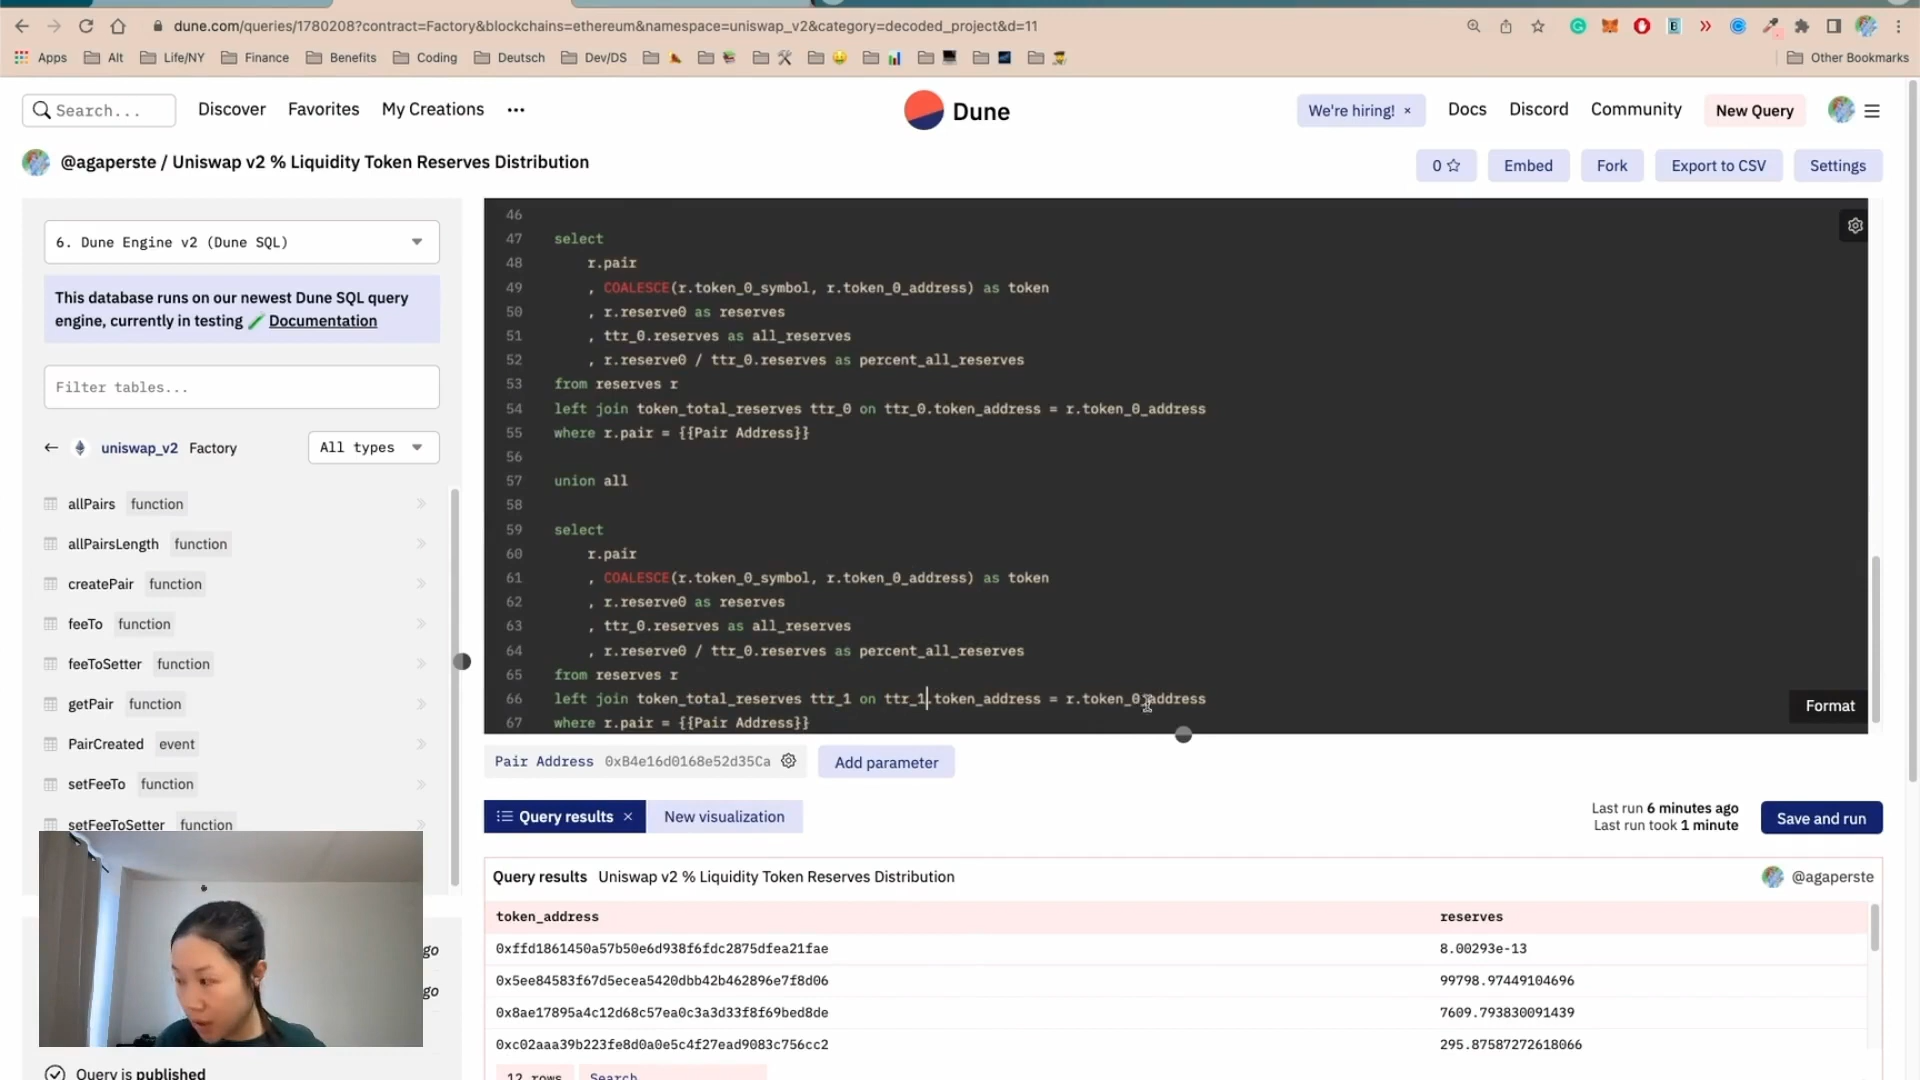 dune.com/queries/1780208?contract=Factory&blockchains=ethereum&namespace=uniswap_v2&category=decoded_project&d=11
Apps Alt Life/NY Finance Benefits Coding Deutsch Dev/DS Other Bookmarks
Search... Discover Favorites My Creations ··· Dune We're hiring! × Docs Discord Community New Query
@agaperste / Uniswap v2 % Liquidity Token Reserves Distribution
0 Embed Fork Export to CSV Settings
6. Dune Engine v2 (Dune SQL)
This database runs on our newest Dune SQL query
engine, currently in testing Documentation
Filter tables...
uniswap_v2 Factory All types
allPairs function
allPairsLength function
createPair function
feeTo function
feeToSetter function
getPair function
PairCreated event
setFeeTo function
setFeeToSetter function
go
go
Query is published
46
47 select
48 r.pair
49 , COALESCE(r.token_0_symbol, r.token_0_address) as token
50 , r.reserve0 as reserves
51 , ttr_0.reserves as all_reserves
52 , r.reserve0 / ttr_0.reserves as percent_all_reserves
53 from reserves r
54 left join token_total_reserves ttr_0 on ttr_0.token_address = r.token_0_address
55 where r.pair = {{Pair Address}}
56
57 union all
58
59 select
60 r.pair
61 , COALESCE(r.token_0_symbol, r.token_0_address) as token
62 , r.reserve0 as reserves
63 , ttr_0.reserves as all_reserves
64 , r.reserve0 / ttr_0.reserves as percent_all_reserves
65 from reserves r
66 left join token_total_reserves ttr_1 on ttr_1.token_address = r.token_0_address
67 where r.pair = {{Pair Address}}
Format
Pair Address 0xB4e16d0168e52d35Ca Add parameter
Query results × New visualization
Last run 6 minutes ago
Last run took 1 minute
Save and run
Query results Uniswap v2 % Liquidity Token Reserves Distribution @agaperste
token_address reserves
0xffd1861450a57b50e6d938f6fdc2875dfea21fae 8.00293e-13
0x5ee84583f67d5ecea5420dbb42b462896e7f8d06 99798.97449104696
0x8ae17895a4c12d68c57ea0c3a3d33f8f69bed8de 7609.793830091439
0xc02aaa39b223fe8d0a0e5c4f27ead9083c756cc2 295.87587272618066
12 rows Search